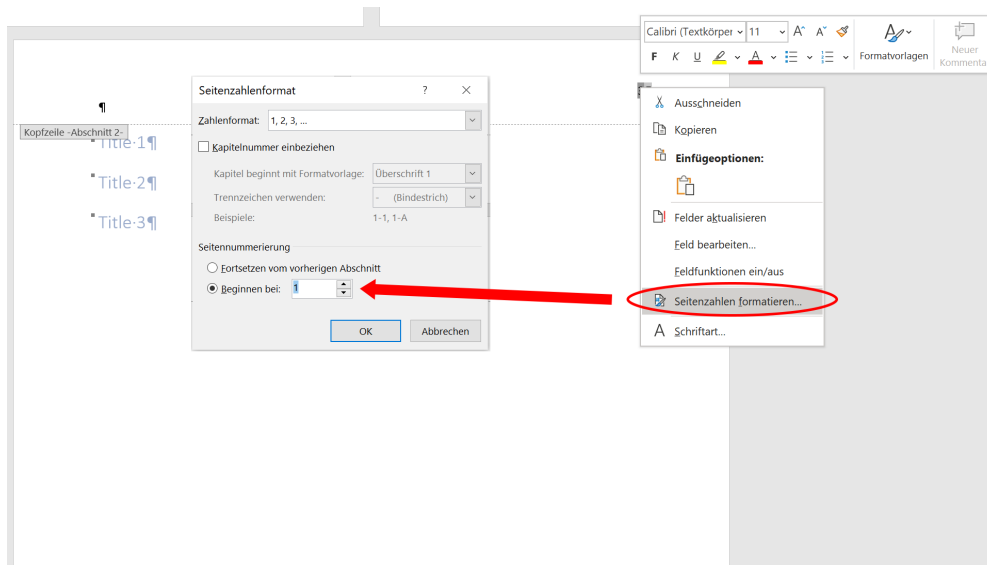 Calibri (Textkörper 11 A^ A˅
F K U A Formatvorlagen Neuer Kommenta
¶
Kopfzeile -Abschnitt 2-
Title·1¶
Title·2¶
Title·3¶
Seitenzahlenformat ? ×
Zahlenformat: 1, 2, 3, ...
Kapitelnummer einbeziehen
Kapitel beginnt mit Formatvorlage: Überschrift 1
Trennzeichen verwenden: - (Bindestrich)
Beispiele: 1-1, 1-A
Seitennummerierung
Fortsetzen vom vorherigen Abschnitt
Beginnen bei: 1
OK Abbrechen
Ausschneiden
Kopieren
Einfügeoptionen:
Felder aktualisieren
Feld bearbeiten...
Feldfunktionen ein/aus
Seitenzahlen formatieren...
A Schriftart...